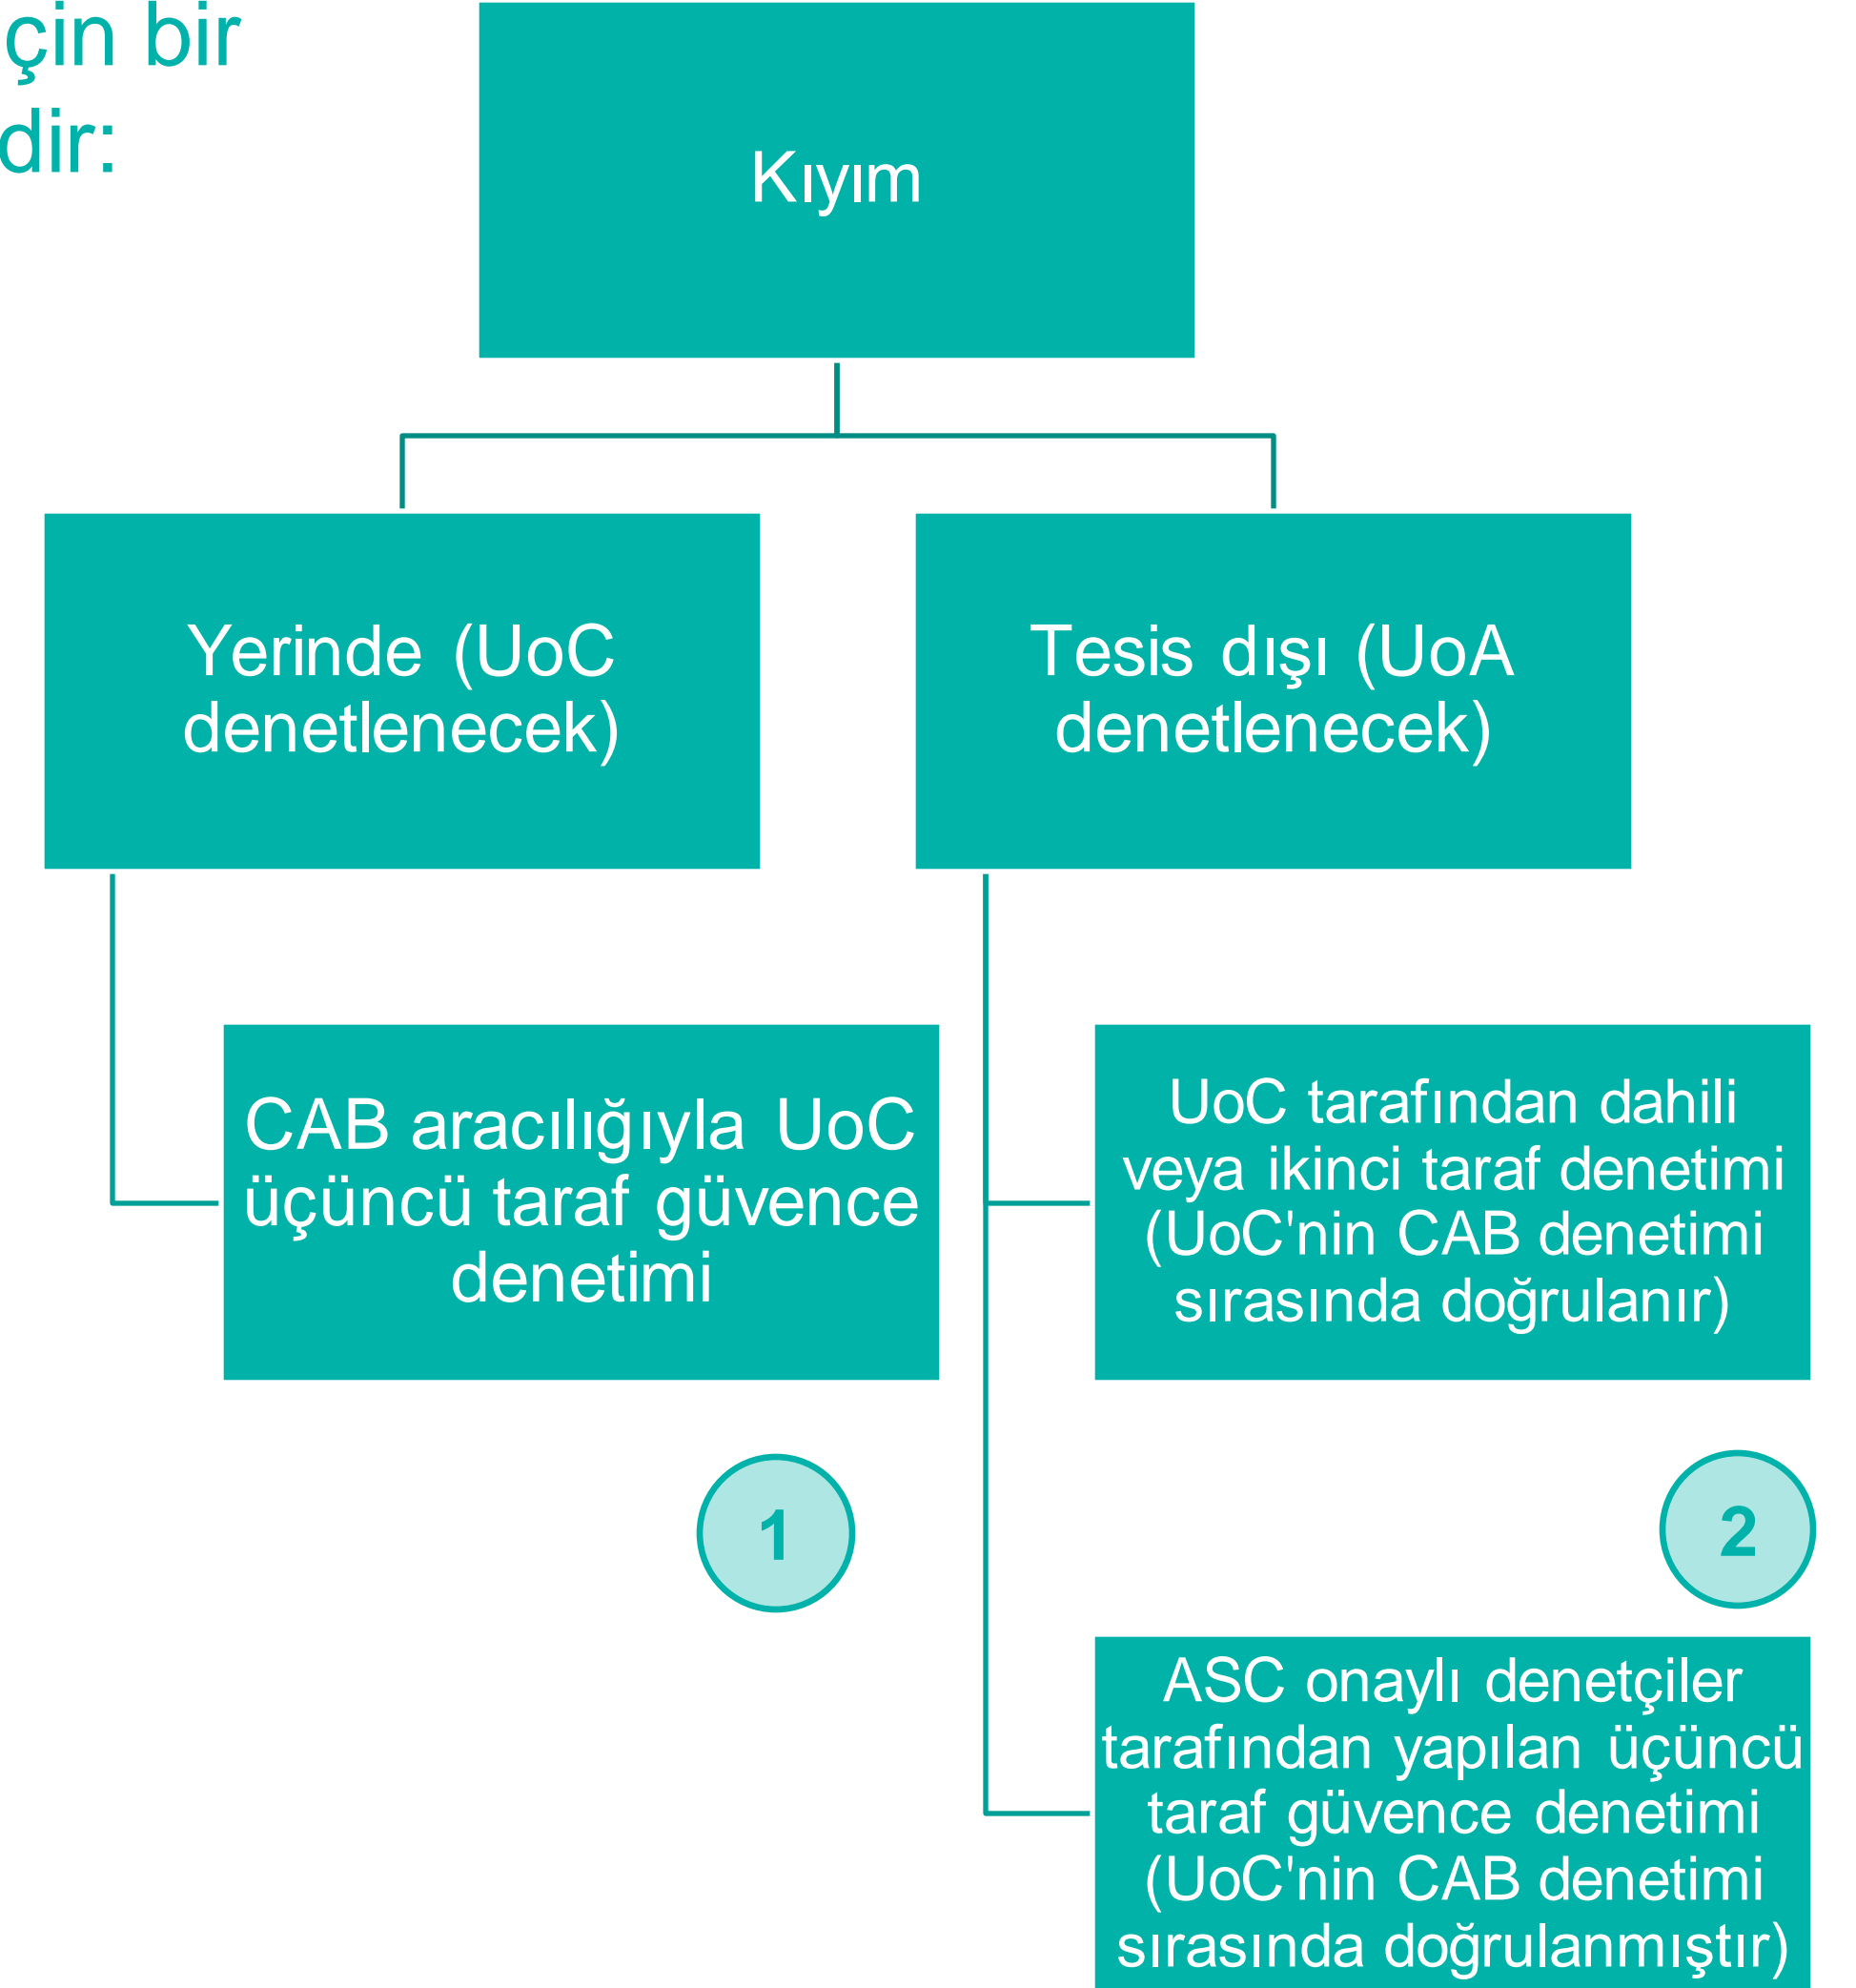 çin bir
dir:
Kıyım
Yerinde (UoC
denetlenecek)
Tesis dışı (UoA
denetlenecek)
CAB aracılığıyla UoC
üçüncü taraf güvence
denetimi
UoC tarafından dahili
veya ikinci taraf denetimi
(UoC'nin CAB denetimi
sırasında doğrulanır)
1
2
ASC onaylı denetçiler
tarafından yapılan üçüncü
taraf güvence denetimi
(UoC'nin CAB denetimi
sırasında doğrulanmıştır)